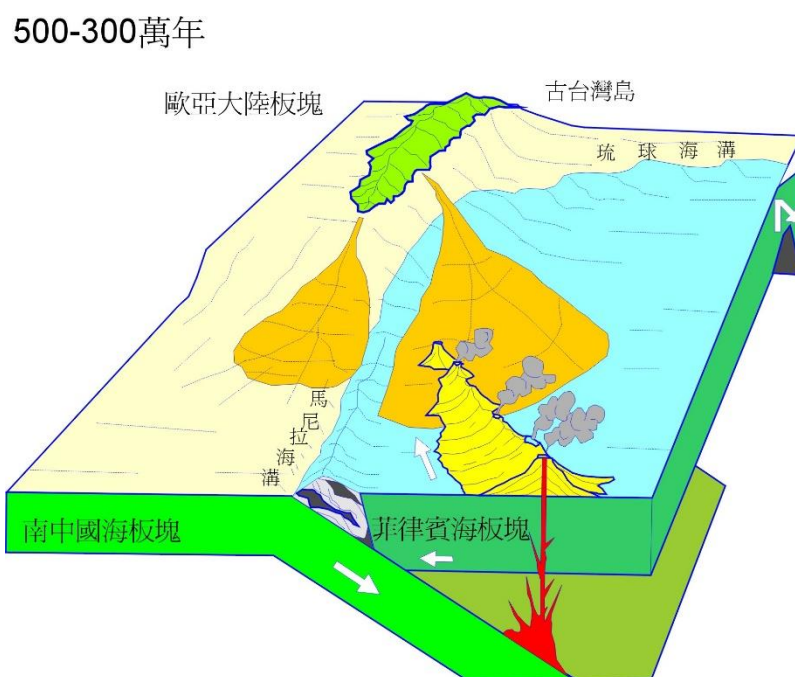 500-300萬年
歐亞大陸板塊
古台灣島
琉球海溝
馬尼拉海溝
南中國海板塊
菲律賓海板塊